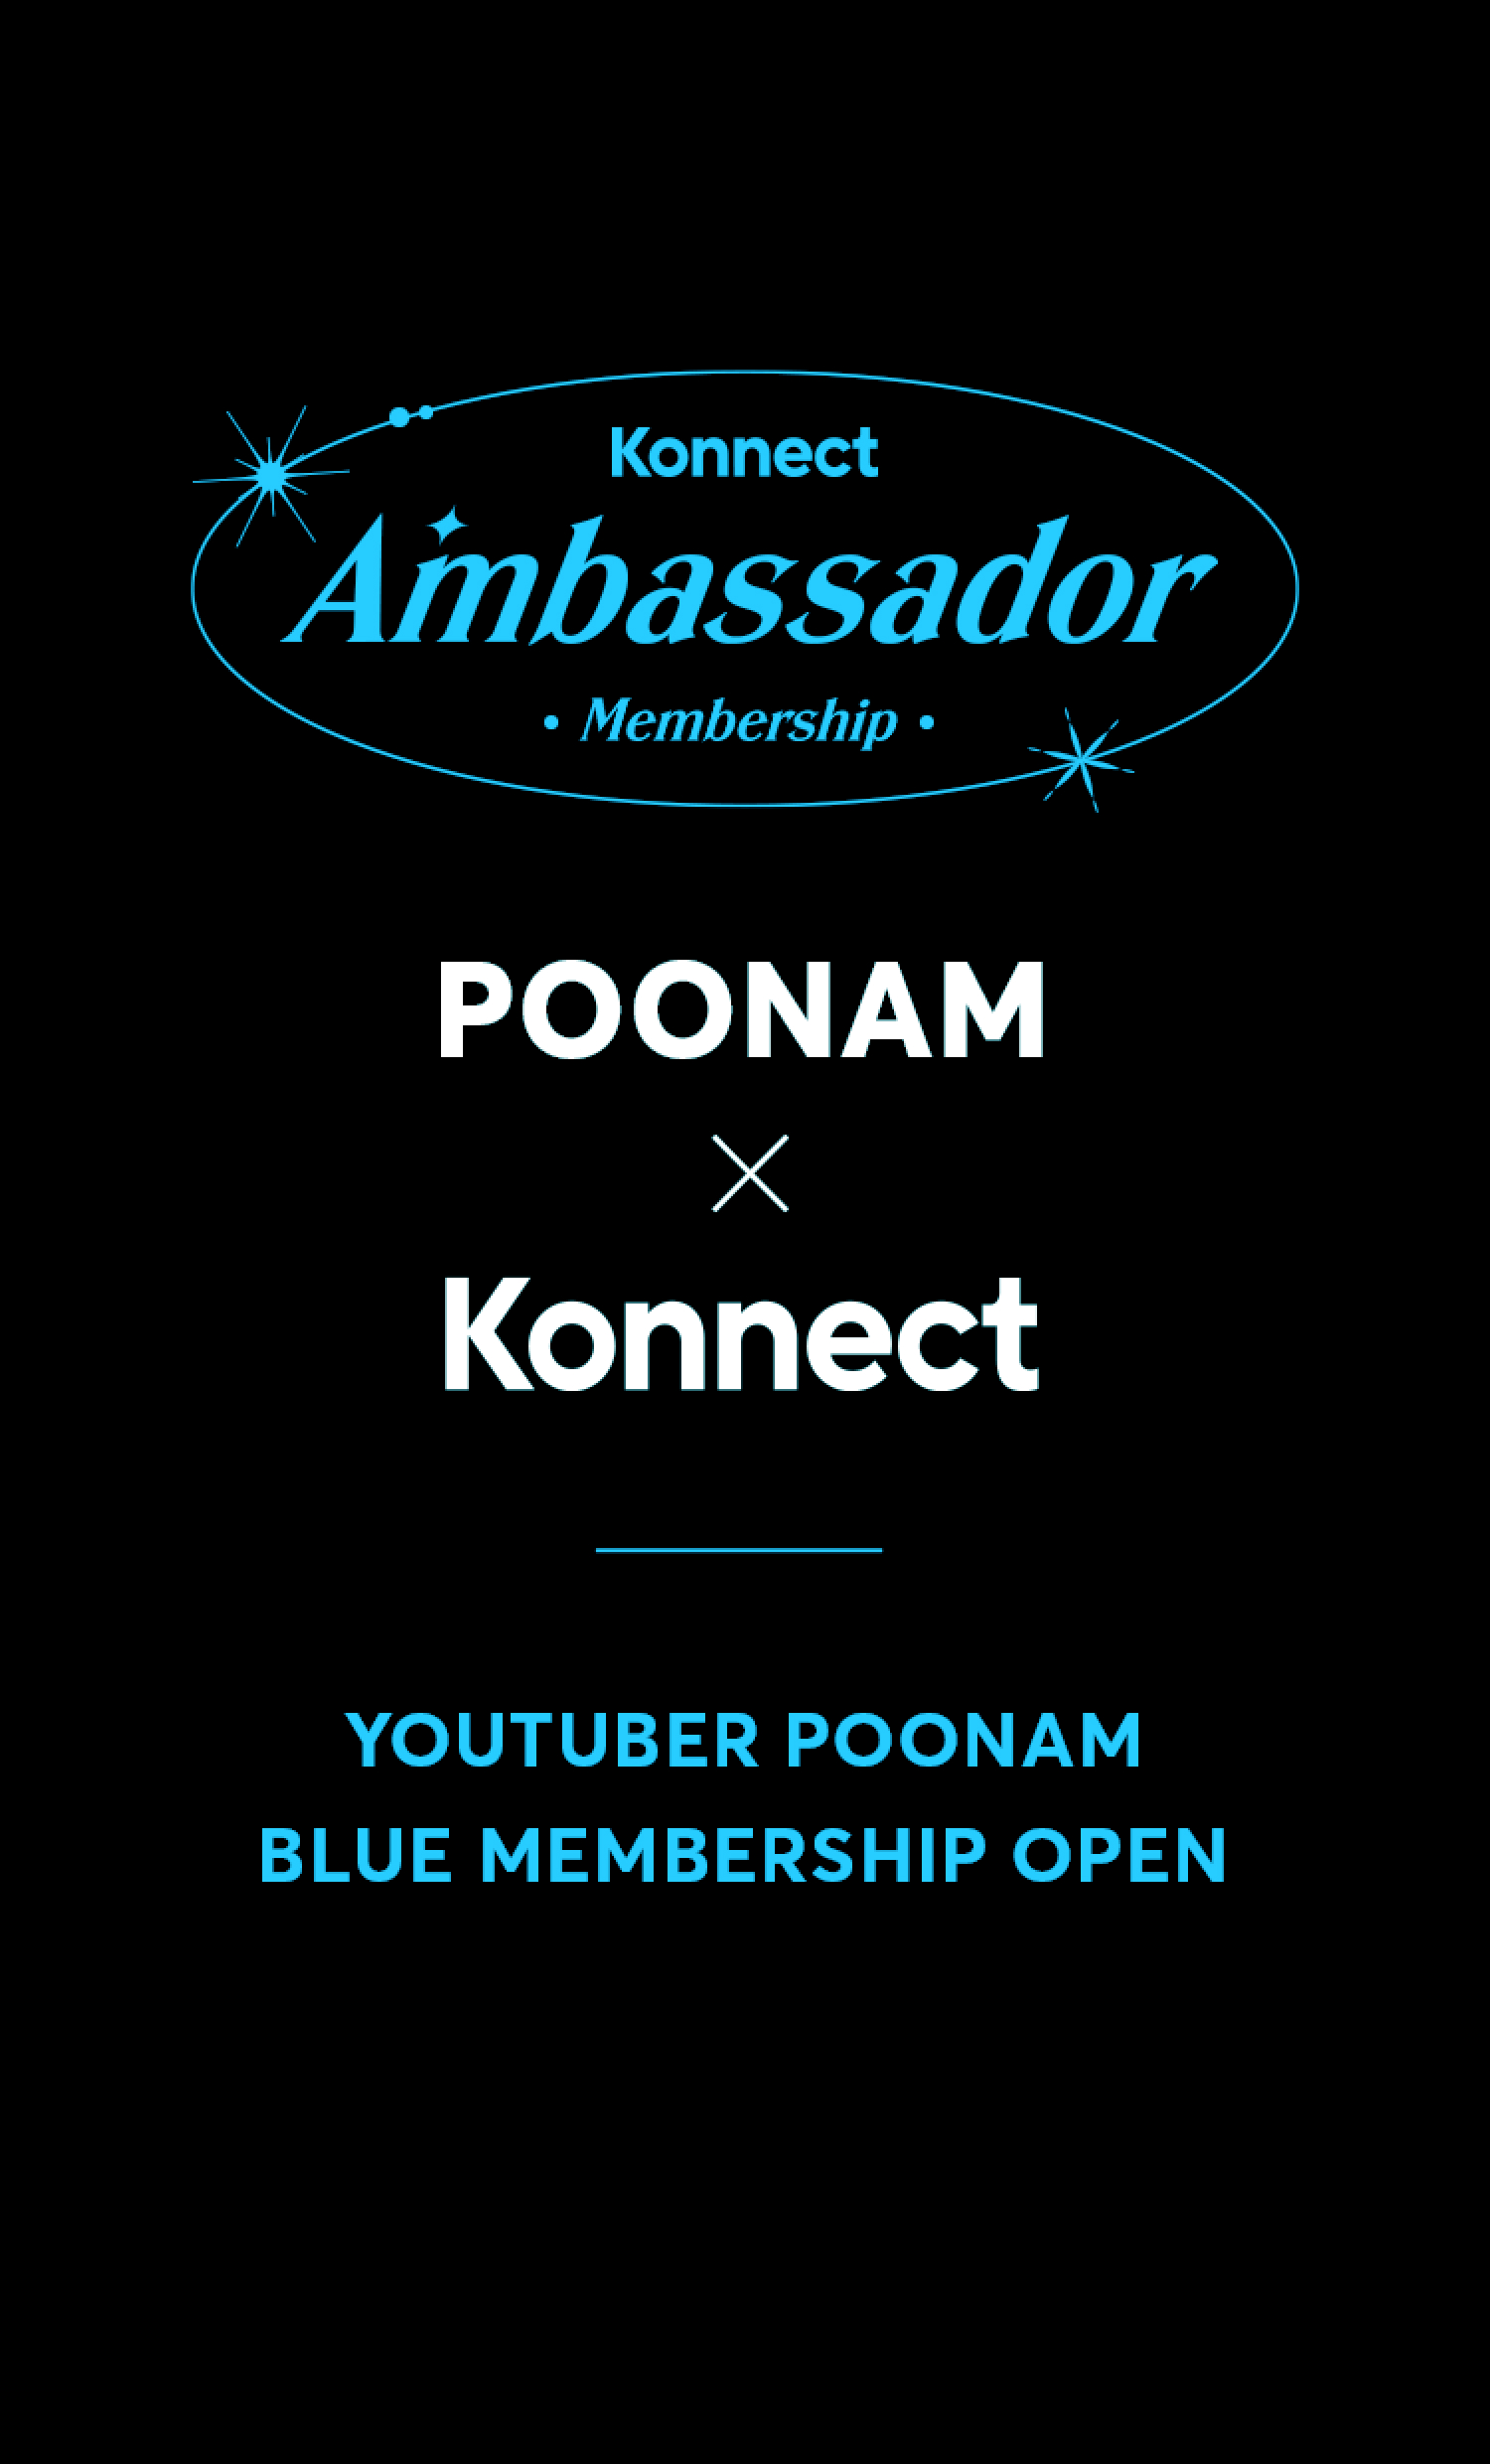 Konnect
Ambassador
• Membership •
POONAM
×
Konnect
YOUTUBER POONAM
BLUE MEMBERSHIP OPEN